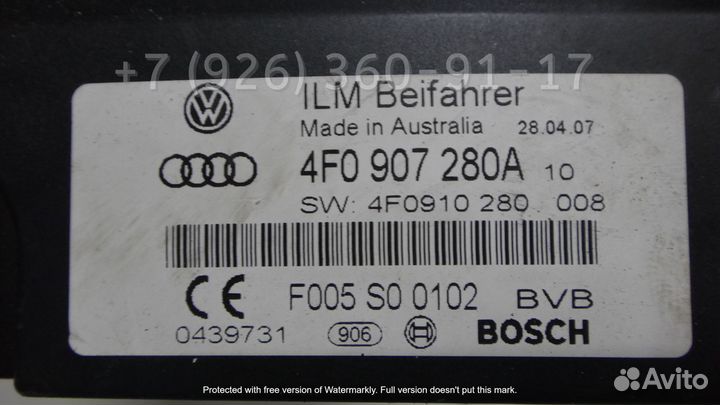 +7 (926) 360-91-17
ILM Beifahrer
Made in Australia 28.04.07
4F0 907 280A 10
SW: 4F0910 280 008
CE F005 S0 0102 BVB
0439731 906 BOSCH
Protected with free version of Watermarkly. Full version doesn't put this mark.
Avito